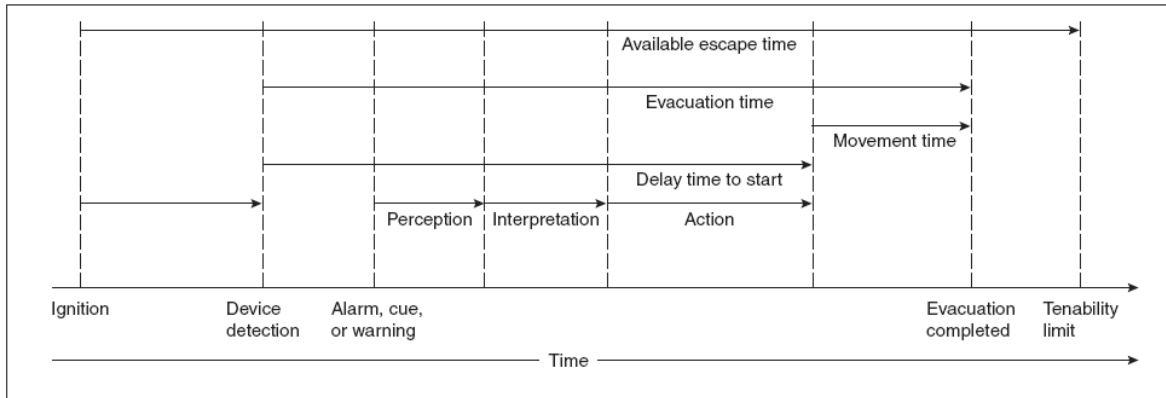 Available escape time
Evacuation time
Movement time
Delay time to start
Perception Interpretation Action
Ignition Device Alarm, cue, Evacuation Tenability
detection or warning completed limit
Time